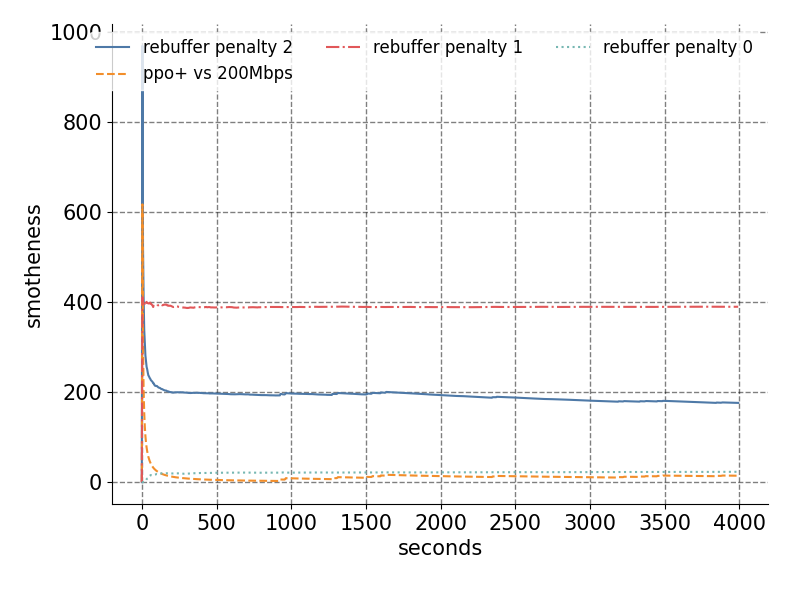 1000
rebuffer penalty 2
rebuffer penalty 1
rebuffer penalty 0
ppo+ vs 200Mbps
800
600
400
200
0
smotheness
0 500 1000 1500 2000 2500 3000 3500 4000
seconds